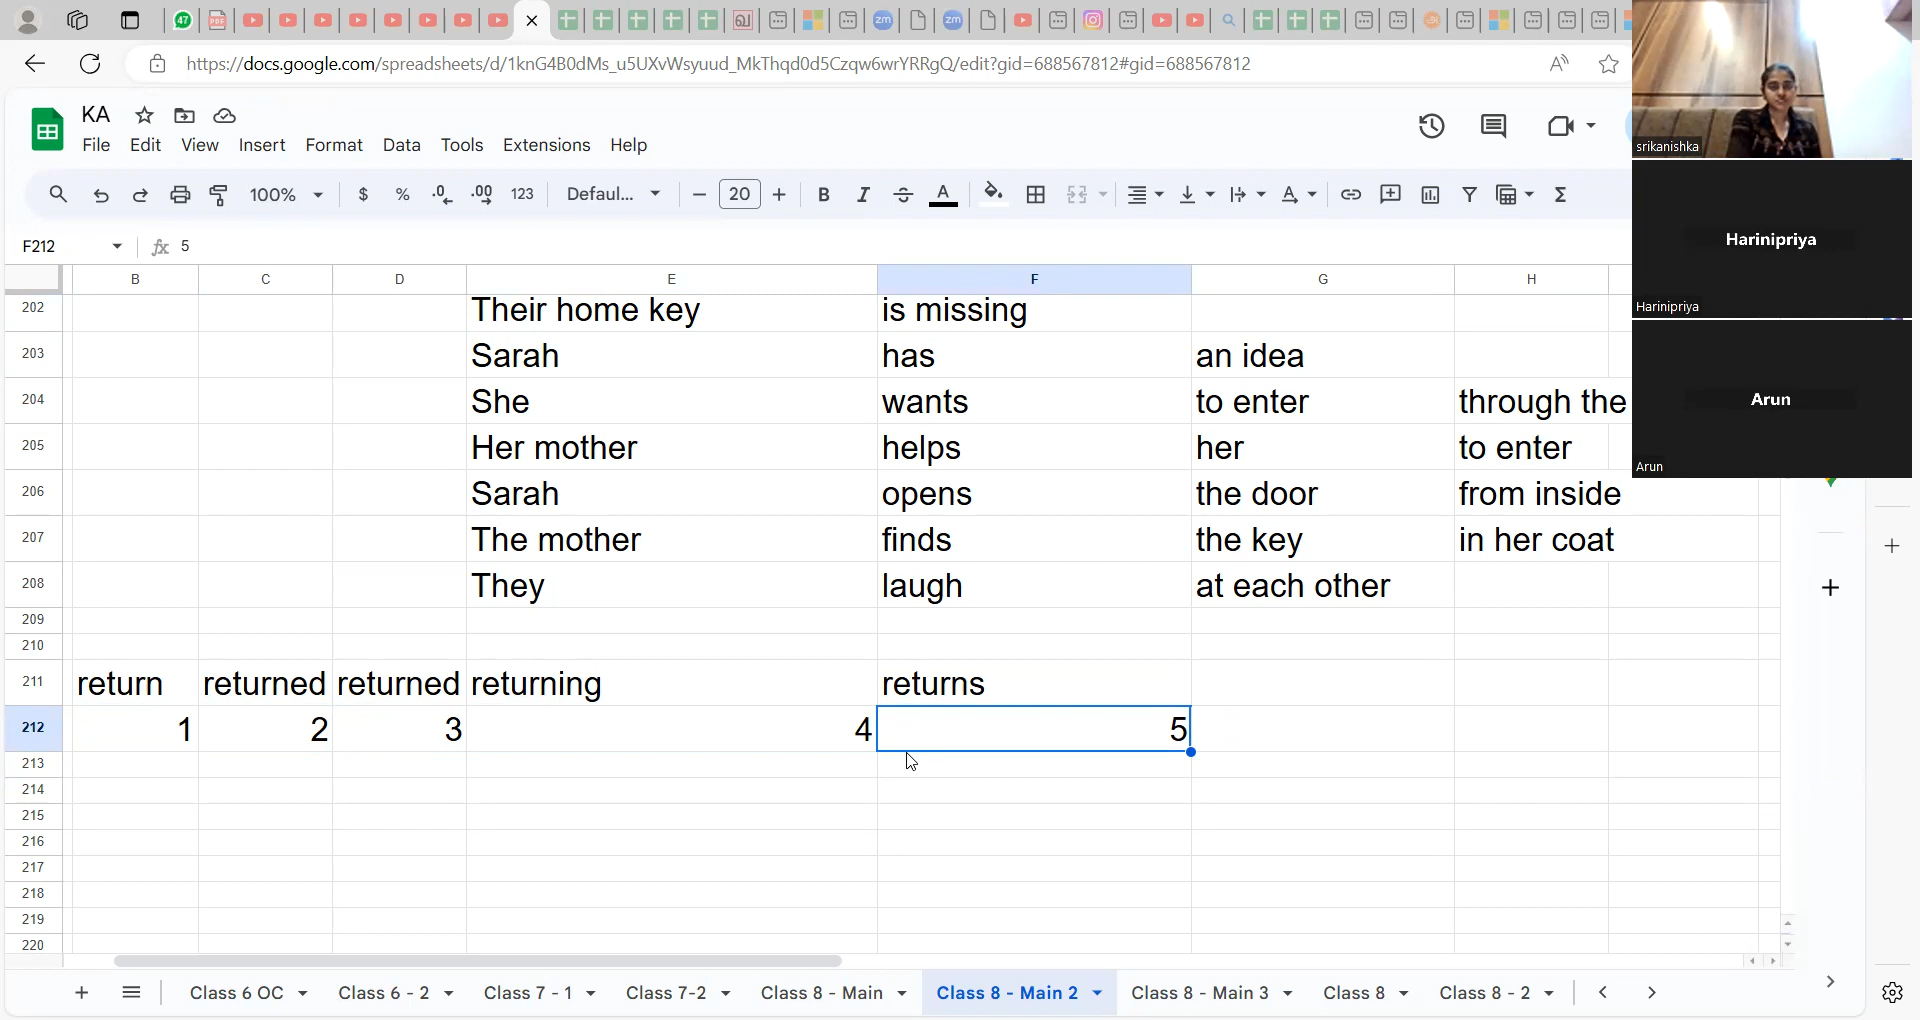 47
PDF
zm
zm
https://docs.google.com/spreadsheets/d/1knG4B0dMs_u5UXvWsyuud_MkThqd0d5Czqw6wrYRRgQ/edit?gid=688567812#gid=688567812
KA
File Edit View Insert Format Data Tools Extensions Help
100% $ % .0 .00 123 Defaul... 20 B I S A
F212 fx 5
B C D E F G H
202 Their home key is missing
203 Sarah has an idea
204 She wants to enter through the
205 Her mother helps her to enter
206 Sarah opens the door from inside
207 The mother finds the key in her coat
208 They laugh at each other
209
210
211 return returned returned returning returns
212 1 2 3 4 5
213
214
215
216
217
218
219
220
Class 6 OC Class 6 - 2 Class 7 - 1 Class 7-2 Class 8 - Main Class 8 - Main 2 Class 8 - Main 3 Class 8 Class 8 - 2
srikanishka
Harinipriya
Harinipriya
Arun
Arun